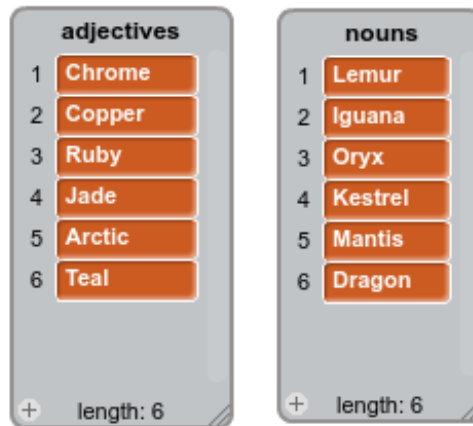 adjectives
1 Chrome
2 Copper
3 Ruby
4 Jade
5 Arctic
6 Teal
+ length: 6
nouns
1 Lemur
2 Iguana
3 Oryx
4 Kestrel
5 Mantis
6 Dragon
+ length: 6